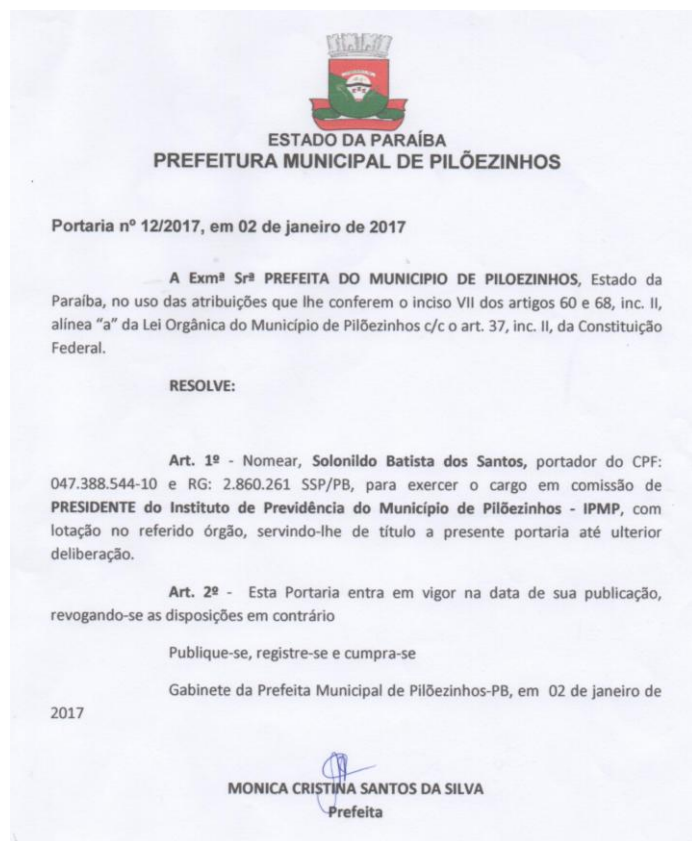 ESTADO DA PARAÍBA
PREFEITURA MUNICIPAL DE PILÕEZINHOS
Portaria nº 12/2017, em 02 de janeiro de 2017
A Exmª Srª PREFEITA DO MUNICIPIO DE PILOEZINHOS, Estado da
Paraíba, no uso das atribuições que lhe conferem o inciso VII dos artigos 60 e 68, inc. II,
alínea “a” da Lei Orgânica do Município de Pilõezinhos c/c o art. 37, inc. II, da Constituição
Federal.
RESOLVE:
Art. 1º - Nomear, Solonildo Batista dos Santos, portador do CPF:
047.388.544-10 e RG: 2.860.261 SSP/PB, para exercer o cargo em comissão de
PRESIDENTE do Instituto de Previdência do Município de Pilõezinhos - IPMP, com
lotação no referido órgão, servindo-lhe de título a presente portaria até ulterior
deliberação.
Art. 2º - Esta Portaria entra em vigor na data de sua publicação,
revogando-se as disposições em contrário
Publique-se, registre-se e cumpra-se
Gabinete da Prefeita Municipal de Pilõezinhos-PB, em 02 de janeiro de
2017
MONICA CRISTINA SANTOS DA SILVA
Prefeita